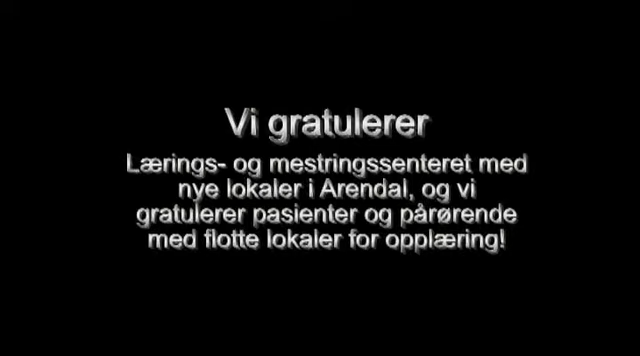 Vi gratulerer
Lærings- og mestringssenteret med
nye lokaler i Arendal, og vi
gratulerer pasienter og pårørende
med flotte lokaler for opplæring!